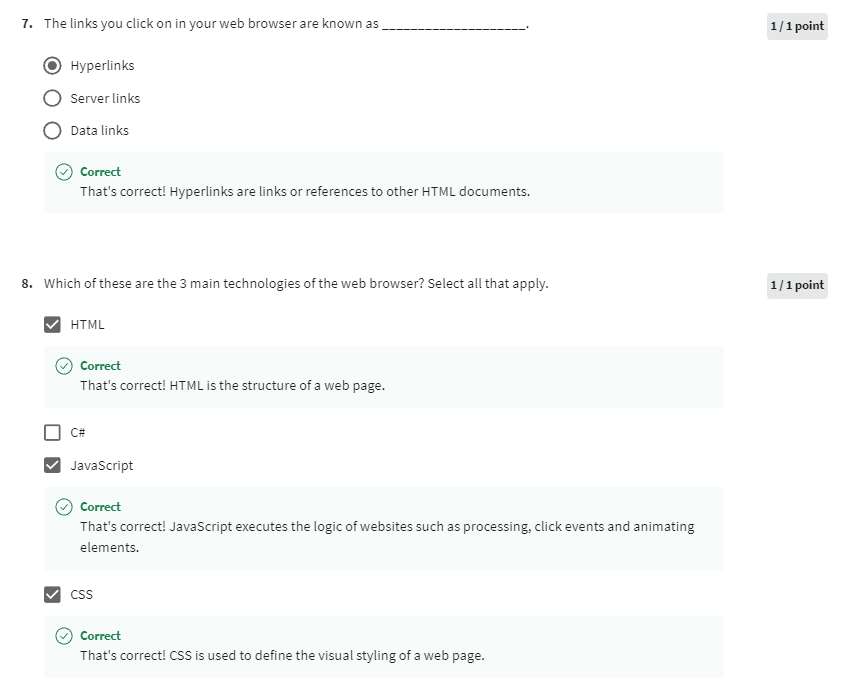 7. The links you click on in your web browser are known as ____________________. 1 / 1 point
Hyperlinks
Server links
Data links
Correct
That's correct! Hyperlinks are links or references to other HTML documents.
8. Which of these are the 3 main technologies of the web browser? Select all that apply. 1 / 1 point
HTML
Correct
That's correct! HTML is the structure of a web page.
C#
JavaScript
Correct
That's correct! JavaScript executes the logic of websites such as processing, click events and animating
elements.
CSS
Correct
That's correct! CSS is used to define the visual styling of a web page.